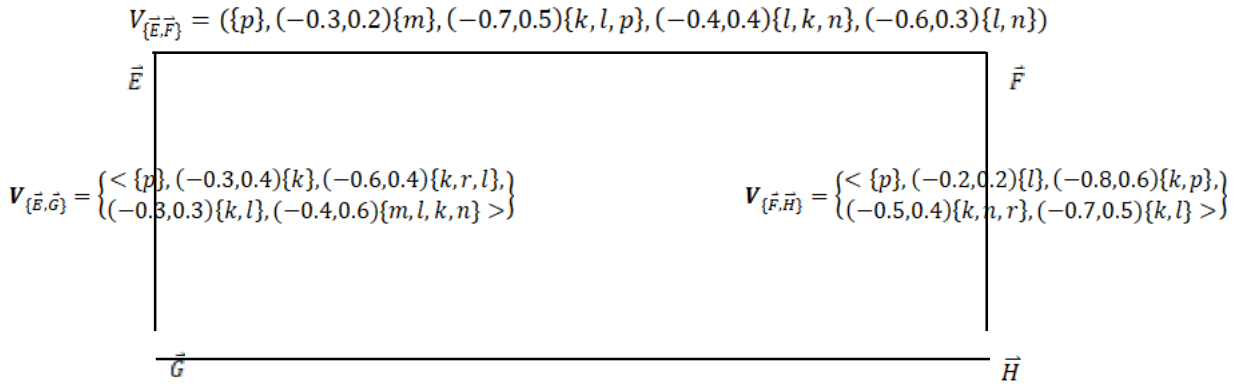 V_{\{\vec{E},\vec{F}\}} = ({p}, (−0.3,0.2){m}, (−0.7,0.5){k, l, p}, (−0.4,0.4){l, k, n}, (−0.6,0.3){l, n})
\vec{E}
\vec{F}
V_{\{\vec{E},\vec{G}\}} = {< {p}, (−0.3,0.4){k}, (−0.6,0.4){k, r, l},
(−0.3,0.3){k, l}, (−0.4,0.6){m, l, k, n} >}
V_{\{\vec{F},\vec{H}\}} = {< {p}, (−0.2,0.2){l}, (−0.8,0.6){k, p},
(−0.5,0.4){k, n, r}, (−0.7,0.5){k, l} >}
\vec{G}
\vec{H}